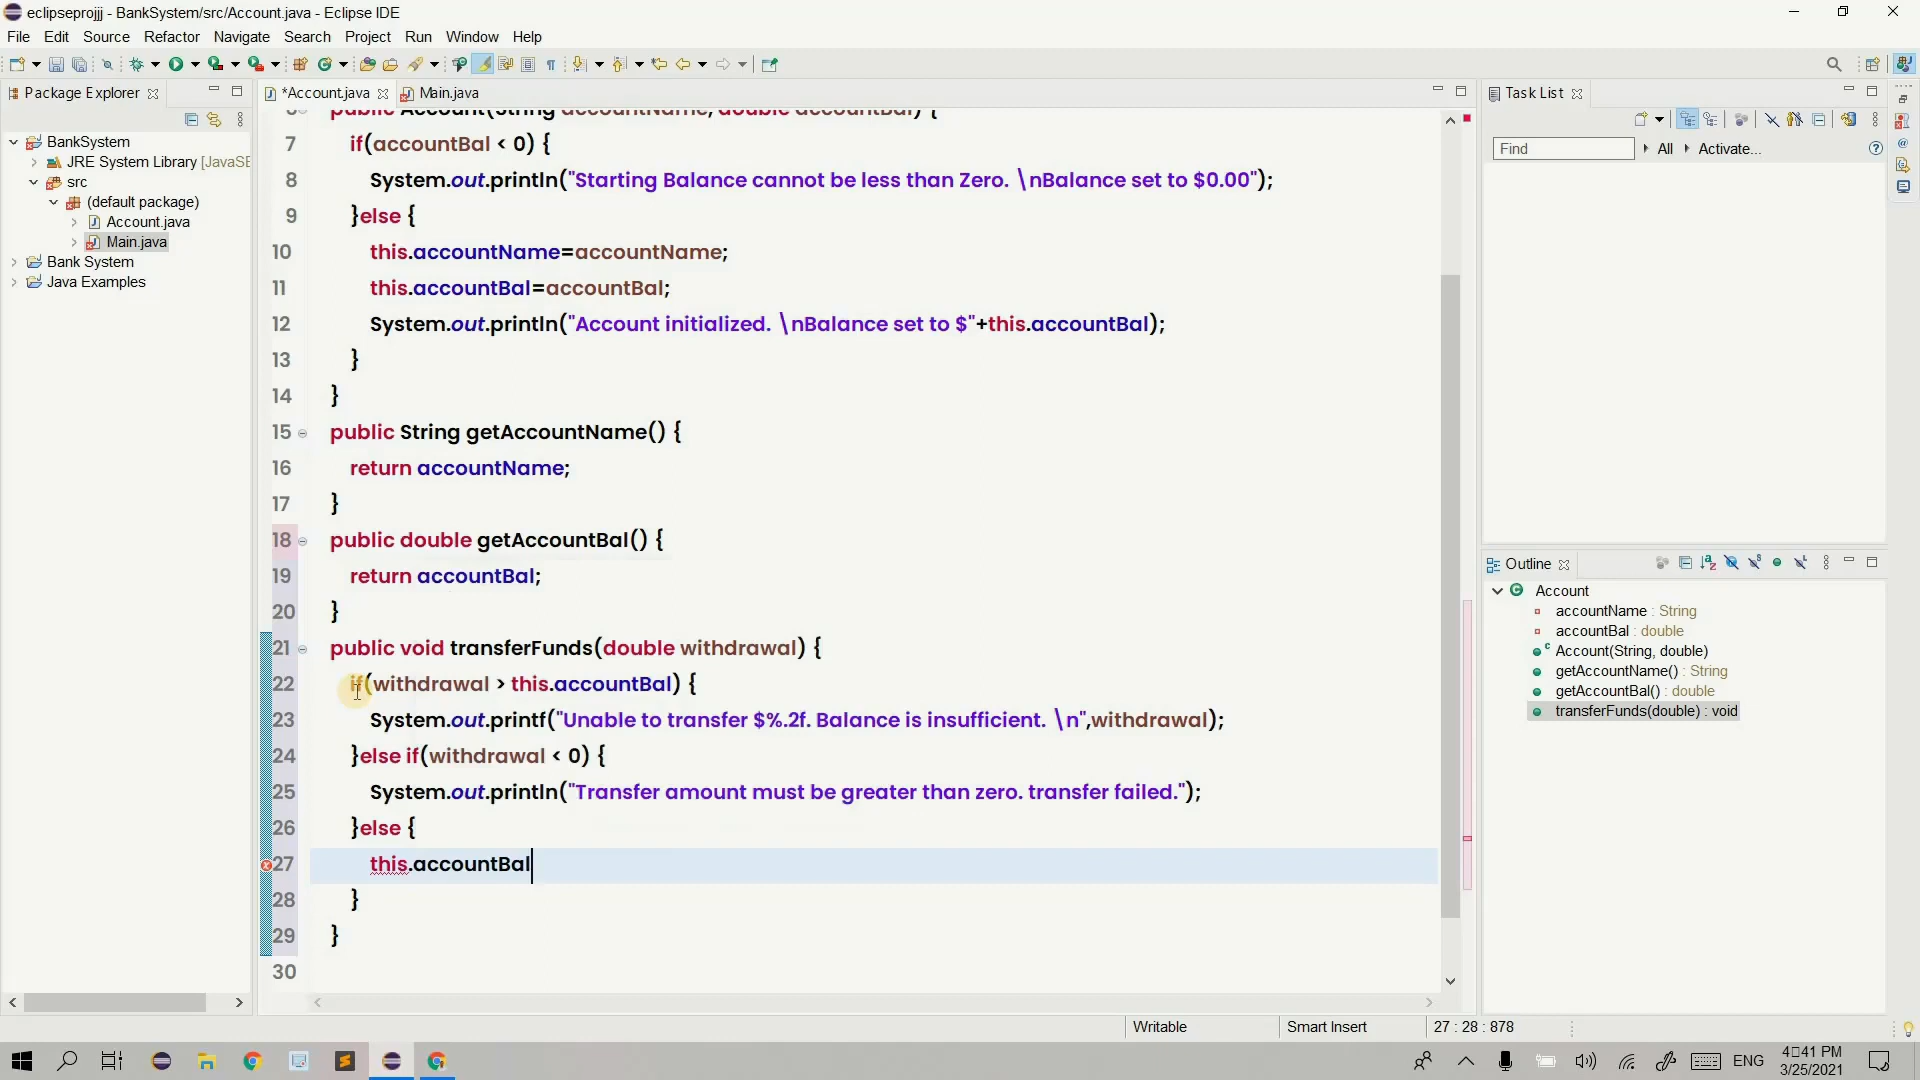 eclipseprojjj - BankSystem/src/Account.java - Eclipse IDE
File Edit Source Refactor Navigate Search Project Run Window Help
Package Explorer
*Account.java Main.java
Task List
BankSystem
JRE System Library [JavaSE
src
(default package)
Account.java
Main.java
Bank System
Java Examples
Find All Activate...
public Account(String accountName, double accountBal) {
7 if(accountBal < 0) {
8 System.out.println("Starting Balance cannot be less than Zero. \nBalance set to $0.00");
9 }else {
10 this.accountName=accountName;
11 this.accountBal=accountBal;
12 System.out.println("Account initialized. \nBalance set to $"+this.accountBal);
13 }
14 }
15 public String getAccountName() {
16 return accountName;
17 }
18 public double getAccountBal() {
19 return accountBal;
20 }
21 public void transferFunds(double withdrawal) {
22 if(withdrawal > this.accountBal) {
23 System.out.printf("Unable to transfer $%.2f. Balance is insufficient. \n",withdrawal);
24 }else if(withdrawal < 0) {
25 System.out.println("Transfer amount must be greater than zero. transfer failed.");
26 }else {
27 this.accountBal
28 }
29 }
30
Outline
Account
accountName : String
accountBal : double
Account(String, double)
getAccountName() : String
getAccountBal() : double
transferFunds(double) : void
Writable Smart Insert 27 : 28 : 878
ENG
4:41 PM
3/25/2021